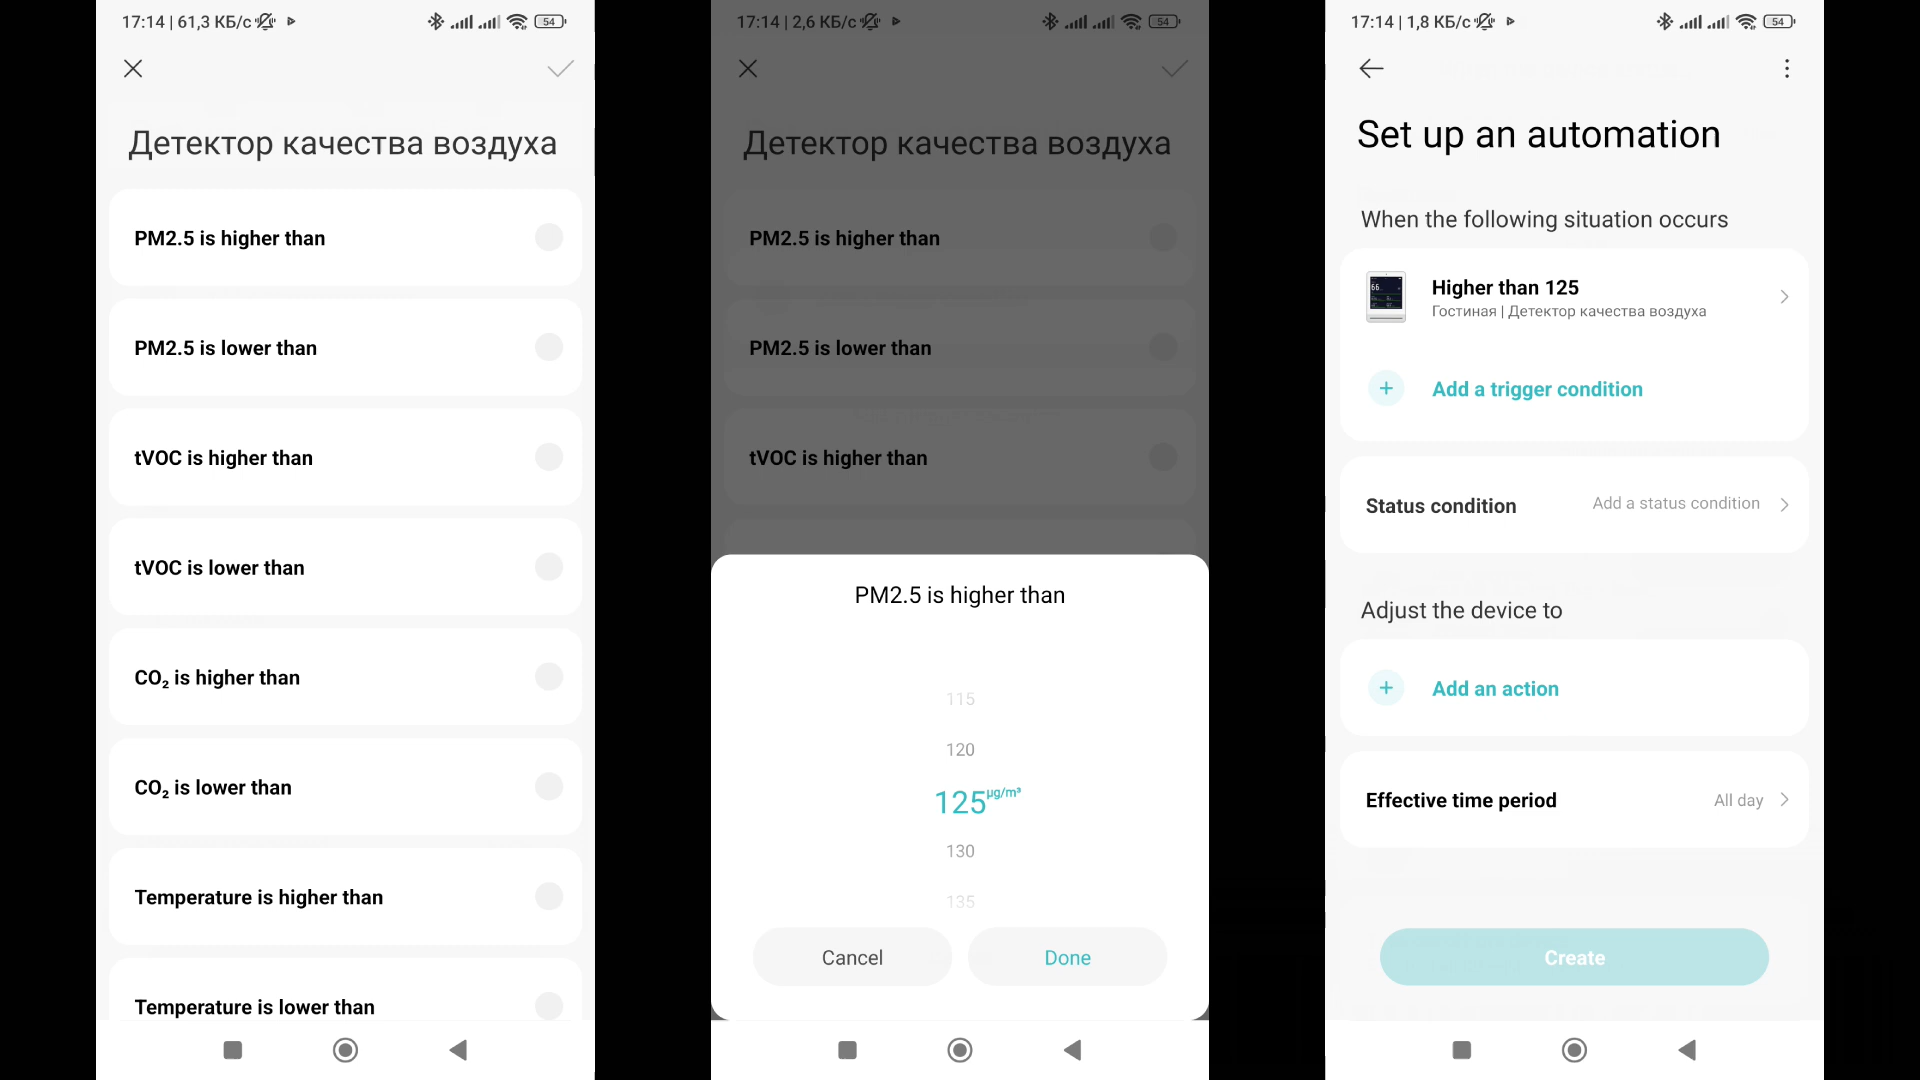 17:14 | 61,3 КБ/с
54
Детектор качества воздуха
PM2.5 is higher than
PM2.5 is lower than
tVOC is higher than
tVOC is lower than
CO₂ is higher than
CO₂ is lower than
Temperature is higher than
Temperature is lower than
17:14 | 2,6 КБ/с
54
Детектор качества воздуха
PM2.5 is higher than
PM2.5 is lower than
tVOC is higher than
PM2.5 is higher than
115
120
125 µg/m³
130
135
Cancel
Done
17:14 | 1,8 КБ/с
54
Set up an automation
When the following situation occurs
66
Higher than 125
Гостиная | Детектор качества воздуха
Add a trigger condition
Status condition
Add a status condition
Adjust the device to
Add an action
Effective time period
All day
Create